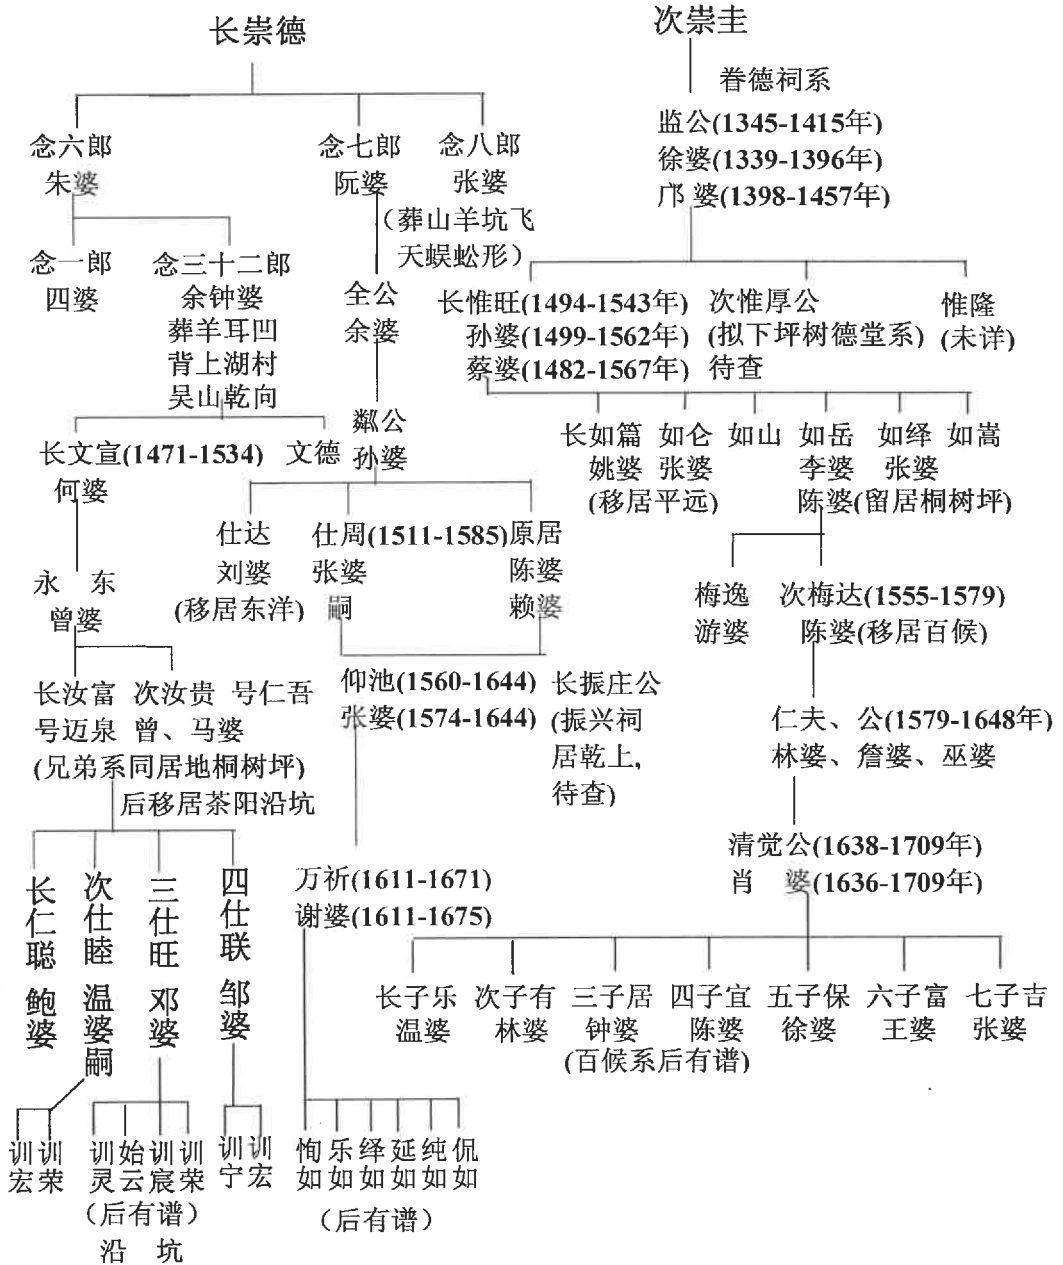 长崇德
次崇圭
眷德祠系
监公(1345-1415年)
徐婆(1339-1396年)
邝婆(1398-1457年)
念六郎
朱婆
念七郎
阮婆
念八郎
张婆
（葬山羊坑飞
天蜈蚣形）
念一郎
四婆
念三十二郎
余钟婆
葬羊耳凹
背上湖村
吴山乾向
全公
余婆
长惟旺(1494-1543年)
孙婆(1499-1562年)
蔡婆(1482-1567年)
次惟厚公
(拟下坪树德堂系)
待查
惟隆
(未详)
长文宣(1471-1534)
何婆
文德
粼公
孙婆
长如篇
姚婆
(移居平远)
如仑
张婆
如山
如岳
李婆
陈婆(留居桐树坪)
如绎
张婆
如嵩
永 东
曾婆
仕达
刘婆
(移居东洋)
仕周(1511-1585)
张婆
嗣
原居
陈婆
赖婆
梅逸
游婆
次梅达(1555-1579)
陈婆(移居百候)
长汝富
号迈泉
次汝贵 号仁吾
曾、马婆
(兄弟系同居地桐树坪)
后移居茶阳沿坑
仰池(1560-1644)
张婆(1574-1644)
长振庄公
(振兴祠
居乾上,
待查)
仁夫、公(1579-1648年)
林婆、詹婆、巫婆
清觉公(1638-1709年)
肖 婆(1636-1709年)
长仁聪 鲍婆
次仕睦 温婆嗣
三仕旺 邓婆
四仕联 邹婆
万祈(1611-1671)
谢婆(1611-1675)
长子乐
温婆
次子有
林婆
三子居
钟婆
四子宜
陈婆
五子保
徐婆
六子富
王婆
七子吉
张婆
(百候系后有谱)
训宏
训荣
训灵
始云
训宸
训荣
（后有谱）
沿 坑
训宁
训宏
恂如
乐如
绎如
延如
纯如
侃如
（后有谱）